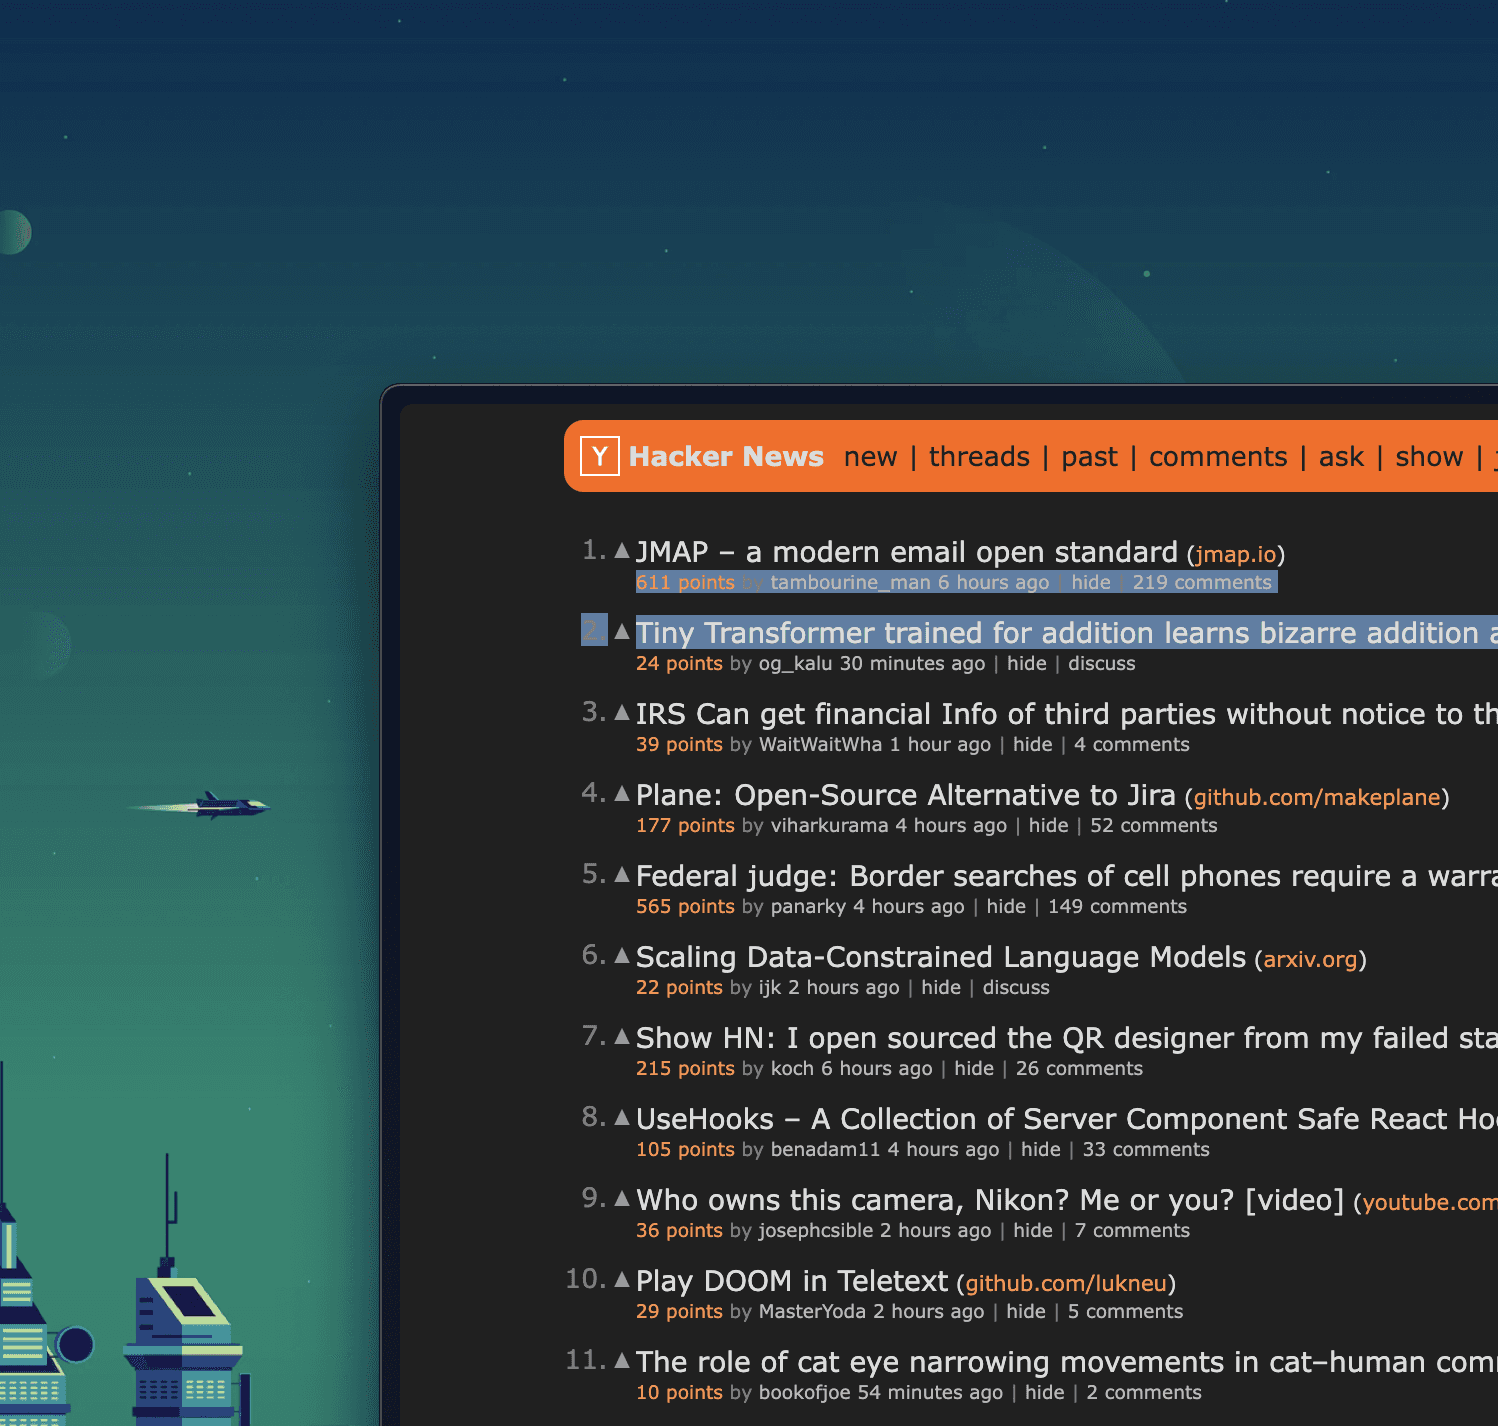 Y Hacker News new | threads | past | comments | ask | show |
1. ▲ JMAP – a modern email open standard (jmap.io)
611 points by tambourine_man 6 hours ago | hide | 219 comments
2. ▲ Tiny Transformer trained for addition learns bizarre addition
24 points by og_kalu 30 minutes ago | hide | discuss
3. ▲ IRS Can get financial Info of third parties without notice to
39 points by WaitWaitWha 1 hour ago | hide | 4 comments
4. ▲ Plane: Open-Source Alternative to Jira (github.com/makeplane)
177 points by viharkurama 4 hours ago | hide | 52 comments
5. ▲ Federal judge: Border searches of cell phones require a
565 points by panarky 4 hours ago | hide | 149 comments
6. ▲ Scaling Data-Constrained Language Models (arxiv.org)
22 points by ijk 2 hours ago | hide | discuss
7. ▲ Show HN: I open sourced the QR designer from my failed
215 points by koch 6 hours ago | hide | 26 comments
8. ▲ UseHooks – A Collection of Server Component Safe React
105 points by benadam11 4 hours ago | hide | 33 comments
9. ▲ Who owns this camera, Nikon? Me or you? [video] (youtube.com
36 points by josephcsible 2 hours ago | hide | 7 comments
10. ▲ Play DOOM in Teletext (github.com/lukneu)
29 points by MasterYoda 2 hours ago | hide | 5 comments
11. ▲ The role of cat eye narrowing movements in cat–human
10 points by bookofjoe 54 minutes ago | hide | 2 comments